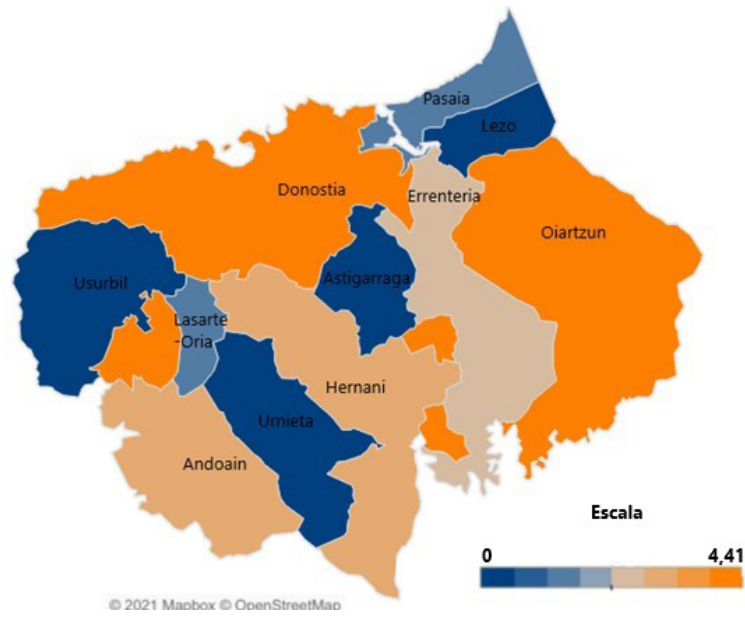 Pasaia
Lezo
Donostia
Errenteria
Oiartzun
Usurbil
Astigarraga
Lasarte
-Oria
Hernani
Urnieta
Andoain
Escala
0 4,41
© 2021 Mapbox © OpenStreetMap